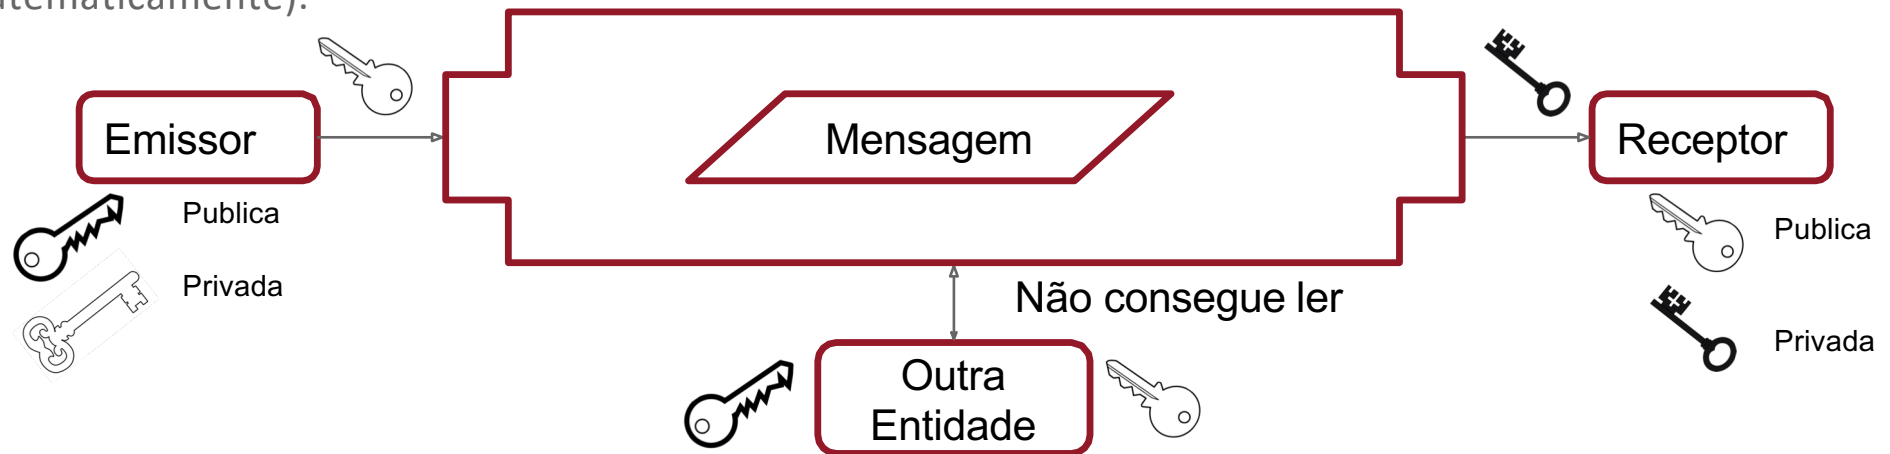 Emissor
Mensagem
Receptor
Publica
Privada
Publica
Privada
Não consegue ler
Outra
Entidade